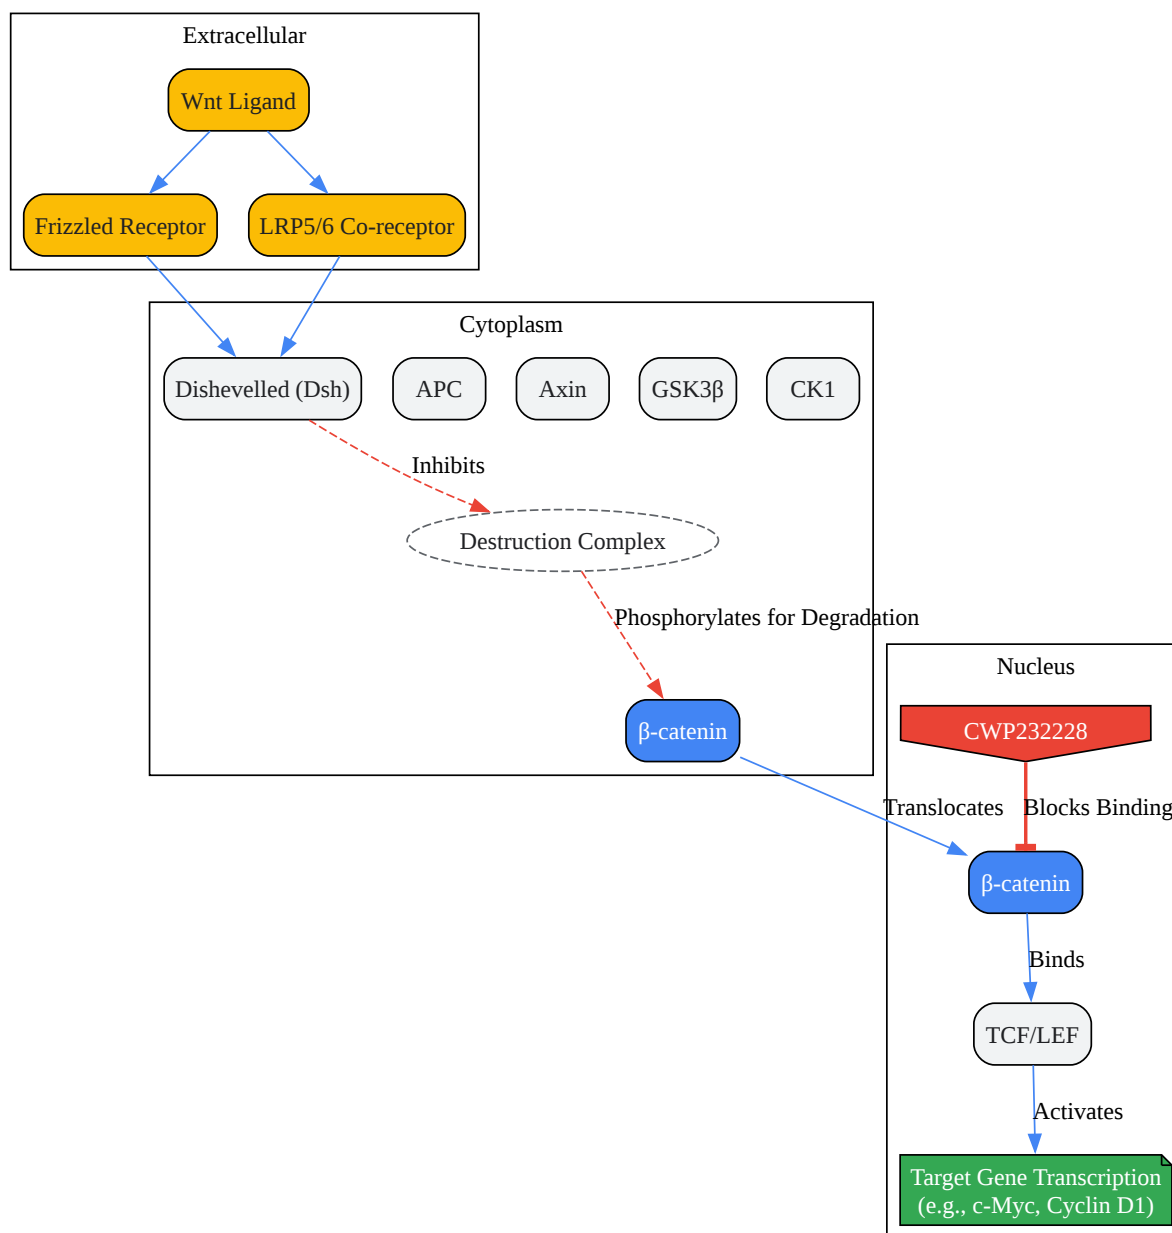 Extracellular
Wnt Ligand
Frizzled Receptor
LRP5/6 Co-receptor
Cytoplasm
Dishevelled (Dsh)
APC
Axin
GSK3β
CK1
Inhibits
Destruction Complex
Phosphorylates for Degradation
β-catenin
Nucleus
CWP232228
Translocates
Blocks Binding
β-catenin
Binds
TCF/LEF
Activates
Target Gene Transcription
(e.g., c-Myc, Cyclin D1)